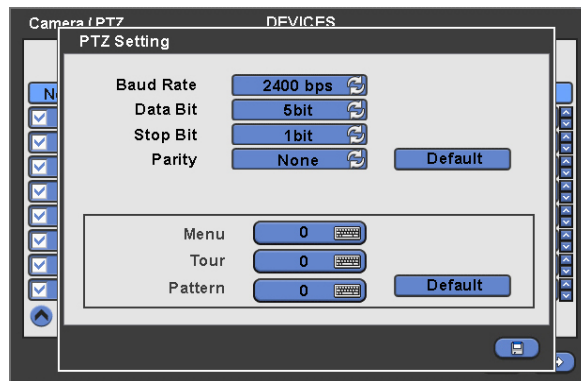 Camera / PTZ DEVICES
PTZ Setting
Baud Rate 2400 bps
Data Bit 5bit
Stop Bit 1bit
Parity None Default
Menu 0
Tour 0
Pattern 0 Default